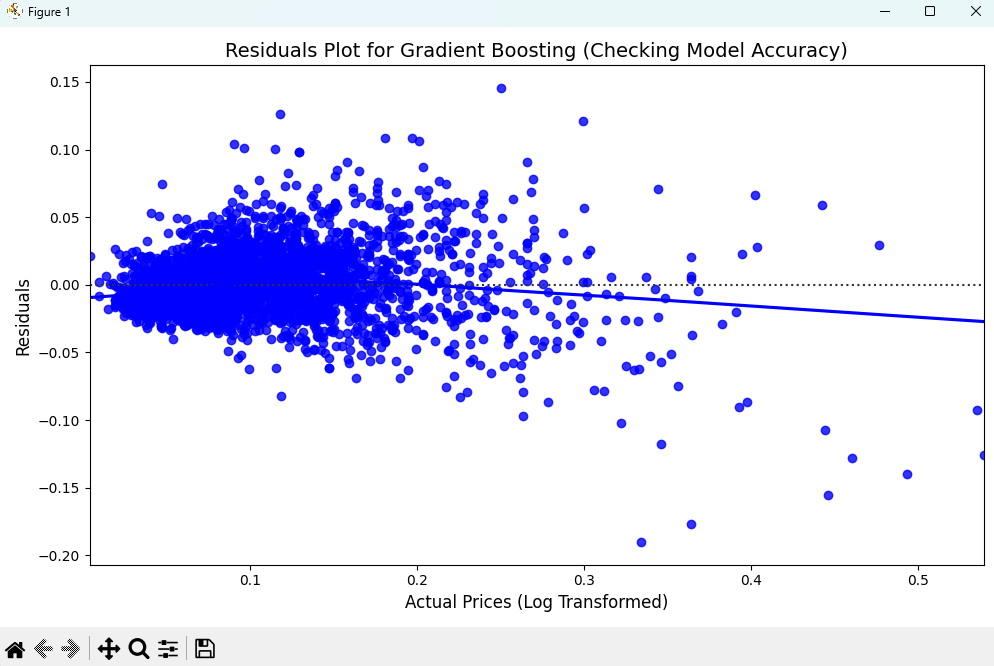 Figure 1
Residuals Plot for Gradient Boosting (Checking Model Accuracy)
0.15
0.10
0.05
0.00
−0.05
−0.10
−0.15
−0.20
Residuals
0.1 0.2 0.3 0.4 0.5
Actual Prices (Log Transformed)